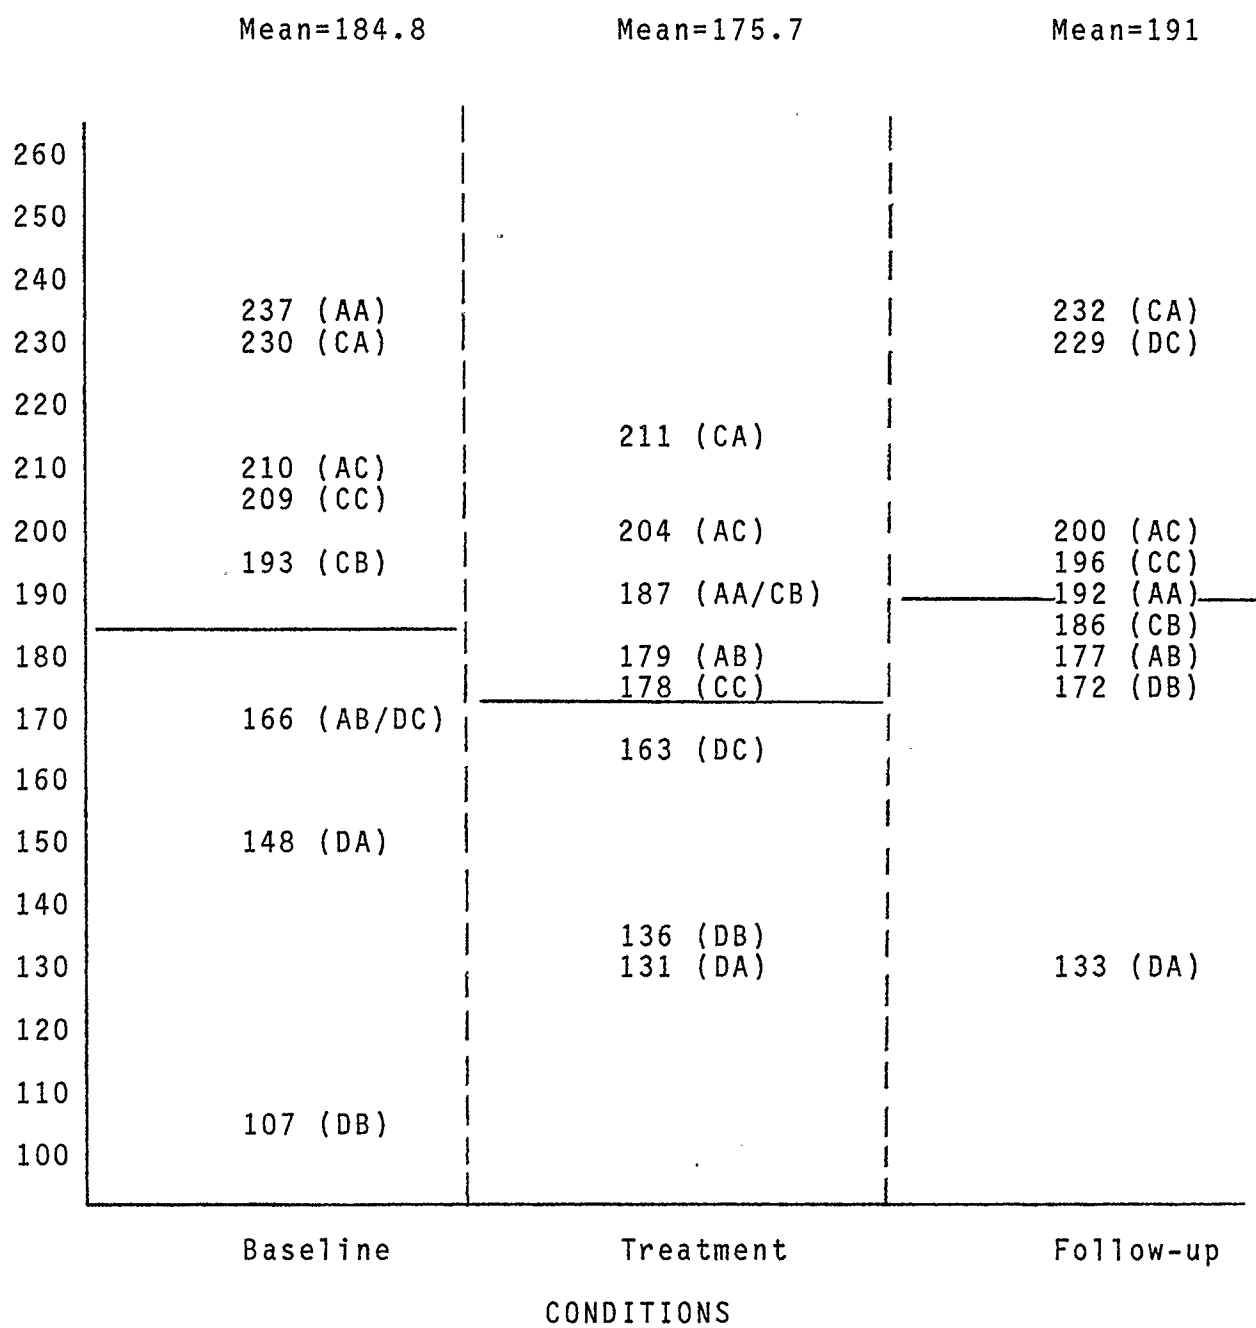 Mean=184.8 Mean=175.7 Mean=191
260
250
240
237 (AA) 232 (CA)
230 230 (CA) 229 (DC)
220
211 (CA)
210 210 (AC)
209 (CC)
200 204 (AC) 200 (AC)
193 (CB) 196 (CC)
190 187 (AA/CB) 192 (AA)
186 (CB)
180 179 (AB) 177 (AB)
178 (CC) 172 (DB)
170 166 (AB/DC)
163 (DC)
160
150 148 (DA)
140
136 (DB)
130 131 (DA) 133 (DA)
120
110
107 (DB)
100
Baseline Treatment Follow-up
CONDITIONS